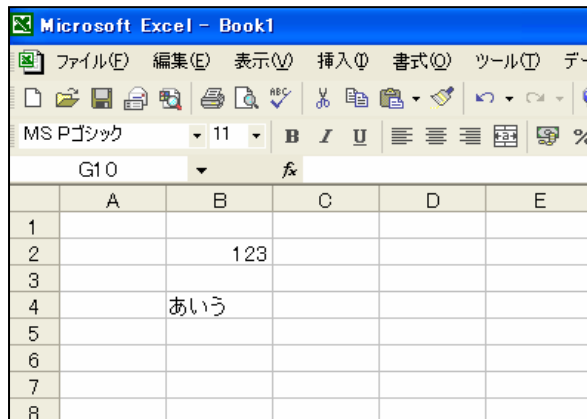 Microsoft Excel - Book1
ファイル(F) 編集(E) 表示(V) 挿入(I) 書式(O) ツール(T) デー
ABC
MS Pゴシック 11 B I U %
G10 fx
A B C D E
1
2 123
3
4 あいう
5
6
7
8